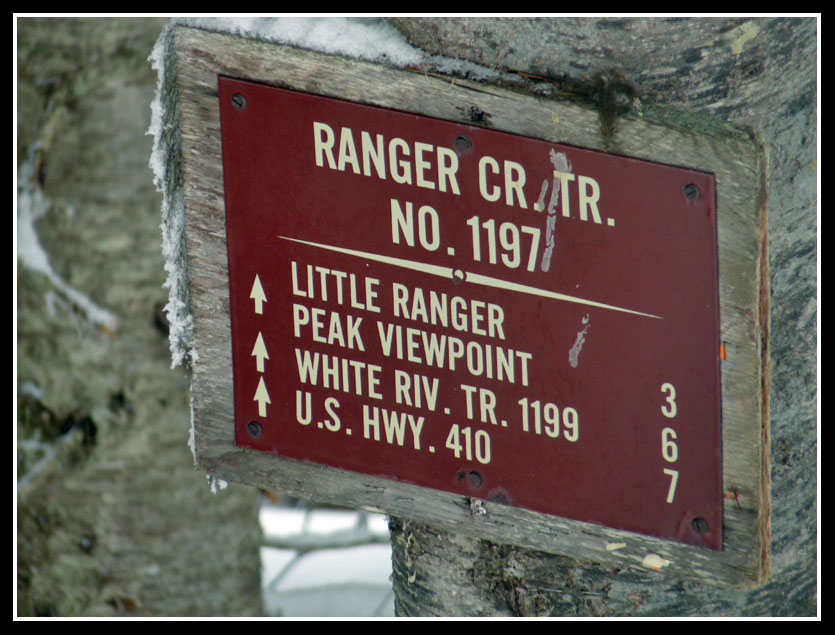 RANGER CR. TR.
NO. 1197
↑ LITTLE RANGER
PEAK VIEWPOINT 3
↑ WHITE RIV. TR. 1199 6
↑ U.S. HWY. 410 7